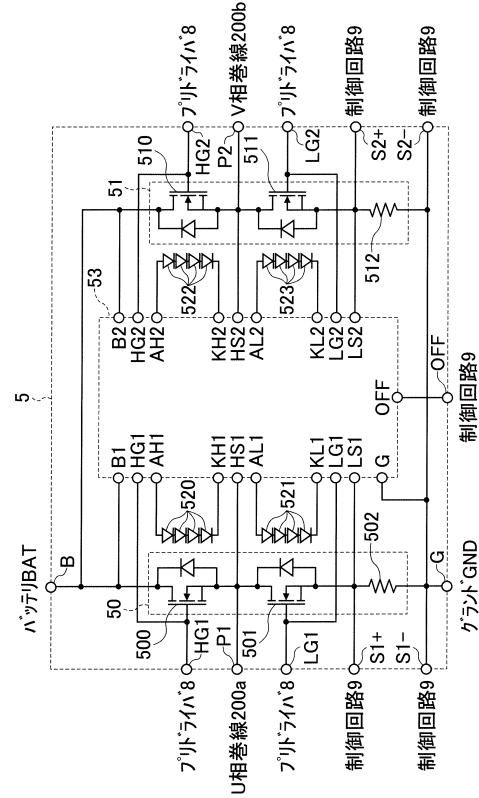 5
53
バッテリBAT
B
50
500
51
510
プリドライバ8
HG1
B1
HG1
AH1
520
B2
HG2
AH2
522
HG2
プリドライバ8
U相巻線200a
P1
KH1
HS1
AL1
KH2
HS2
AL2
P2
V相巻線200b
501
511
プリドライバ8
LG1
521
KL1
LG1
LS1
G
523
KL2
LG2
LS2
LG2
プリドライバ8
制御回路9
S1+
502
512
S2+
制御回路9
制御回路9
S1−
OFF
S2−
制御回路9
G
グランドGND
OFF
制御回路9